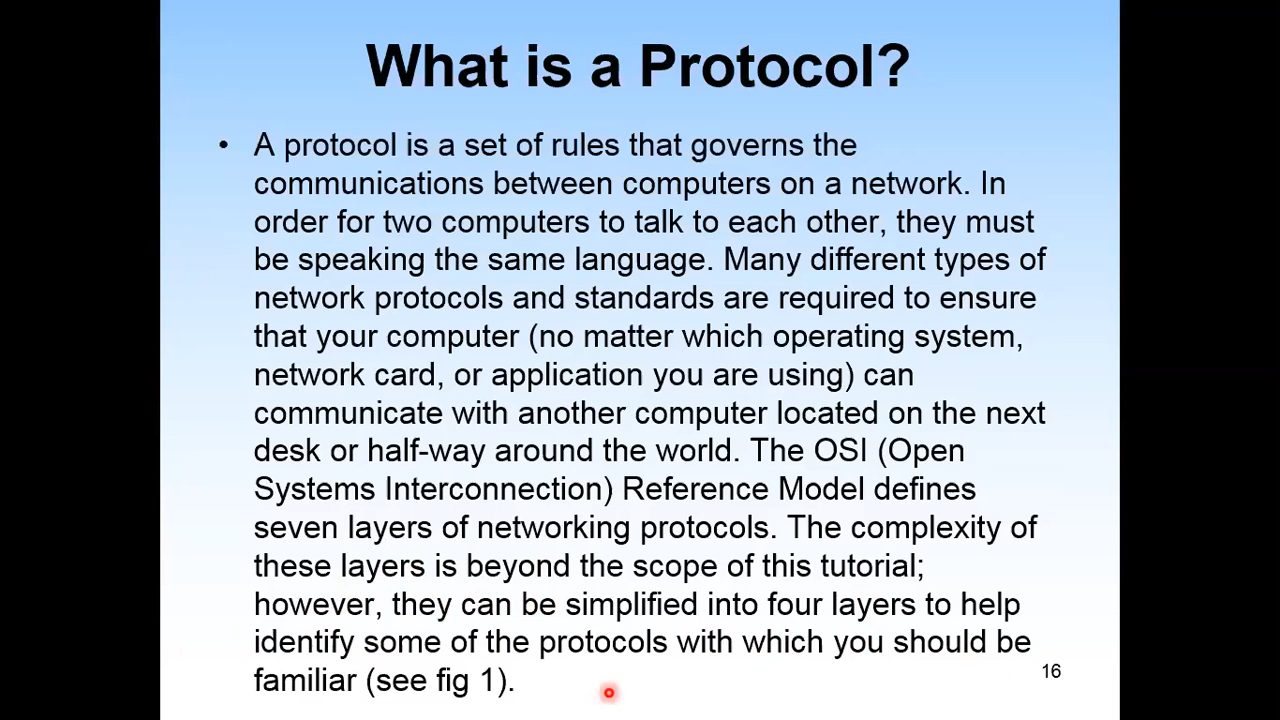 What is a Protocol?
• A protocol is a set of rules that governs the
communications between computers on a network. In
order for two computers to talk to each other, they must
be speaking the same language. Many different types of
network protocols and standards are required to ensure
that your computer (no matter which operating system,
network card, or application you are using) can
communicate with another computer located on the next
desk or half-way around the world. The OSI (Open
Systems Interconnection) Reference Model defines
seven layers of networking protocols. The complexity of
these layers is beyond the scope of this tutorial;
however, they can be simplified into four layers to help
identify some of the protocols with which you should be
familiar (see fig 1).
16